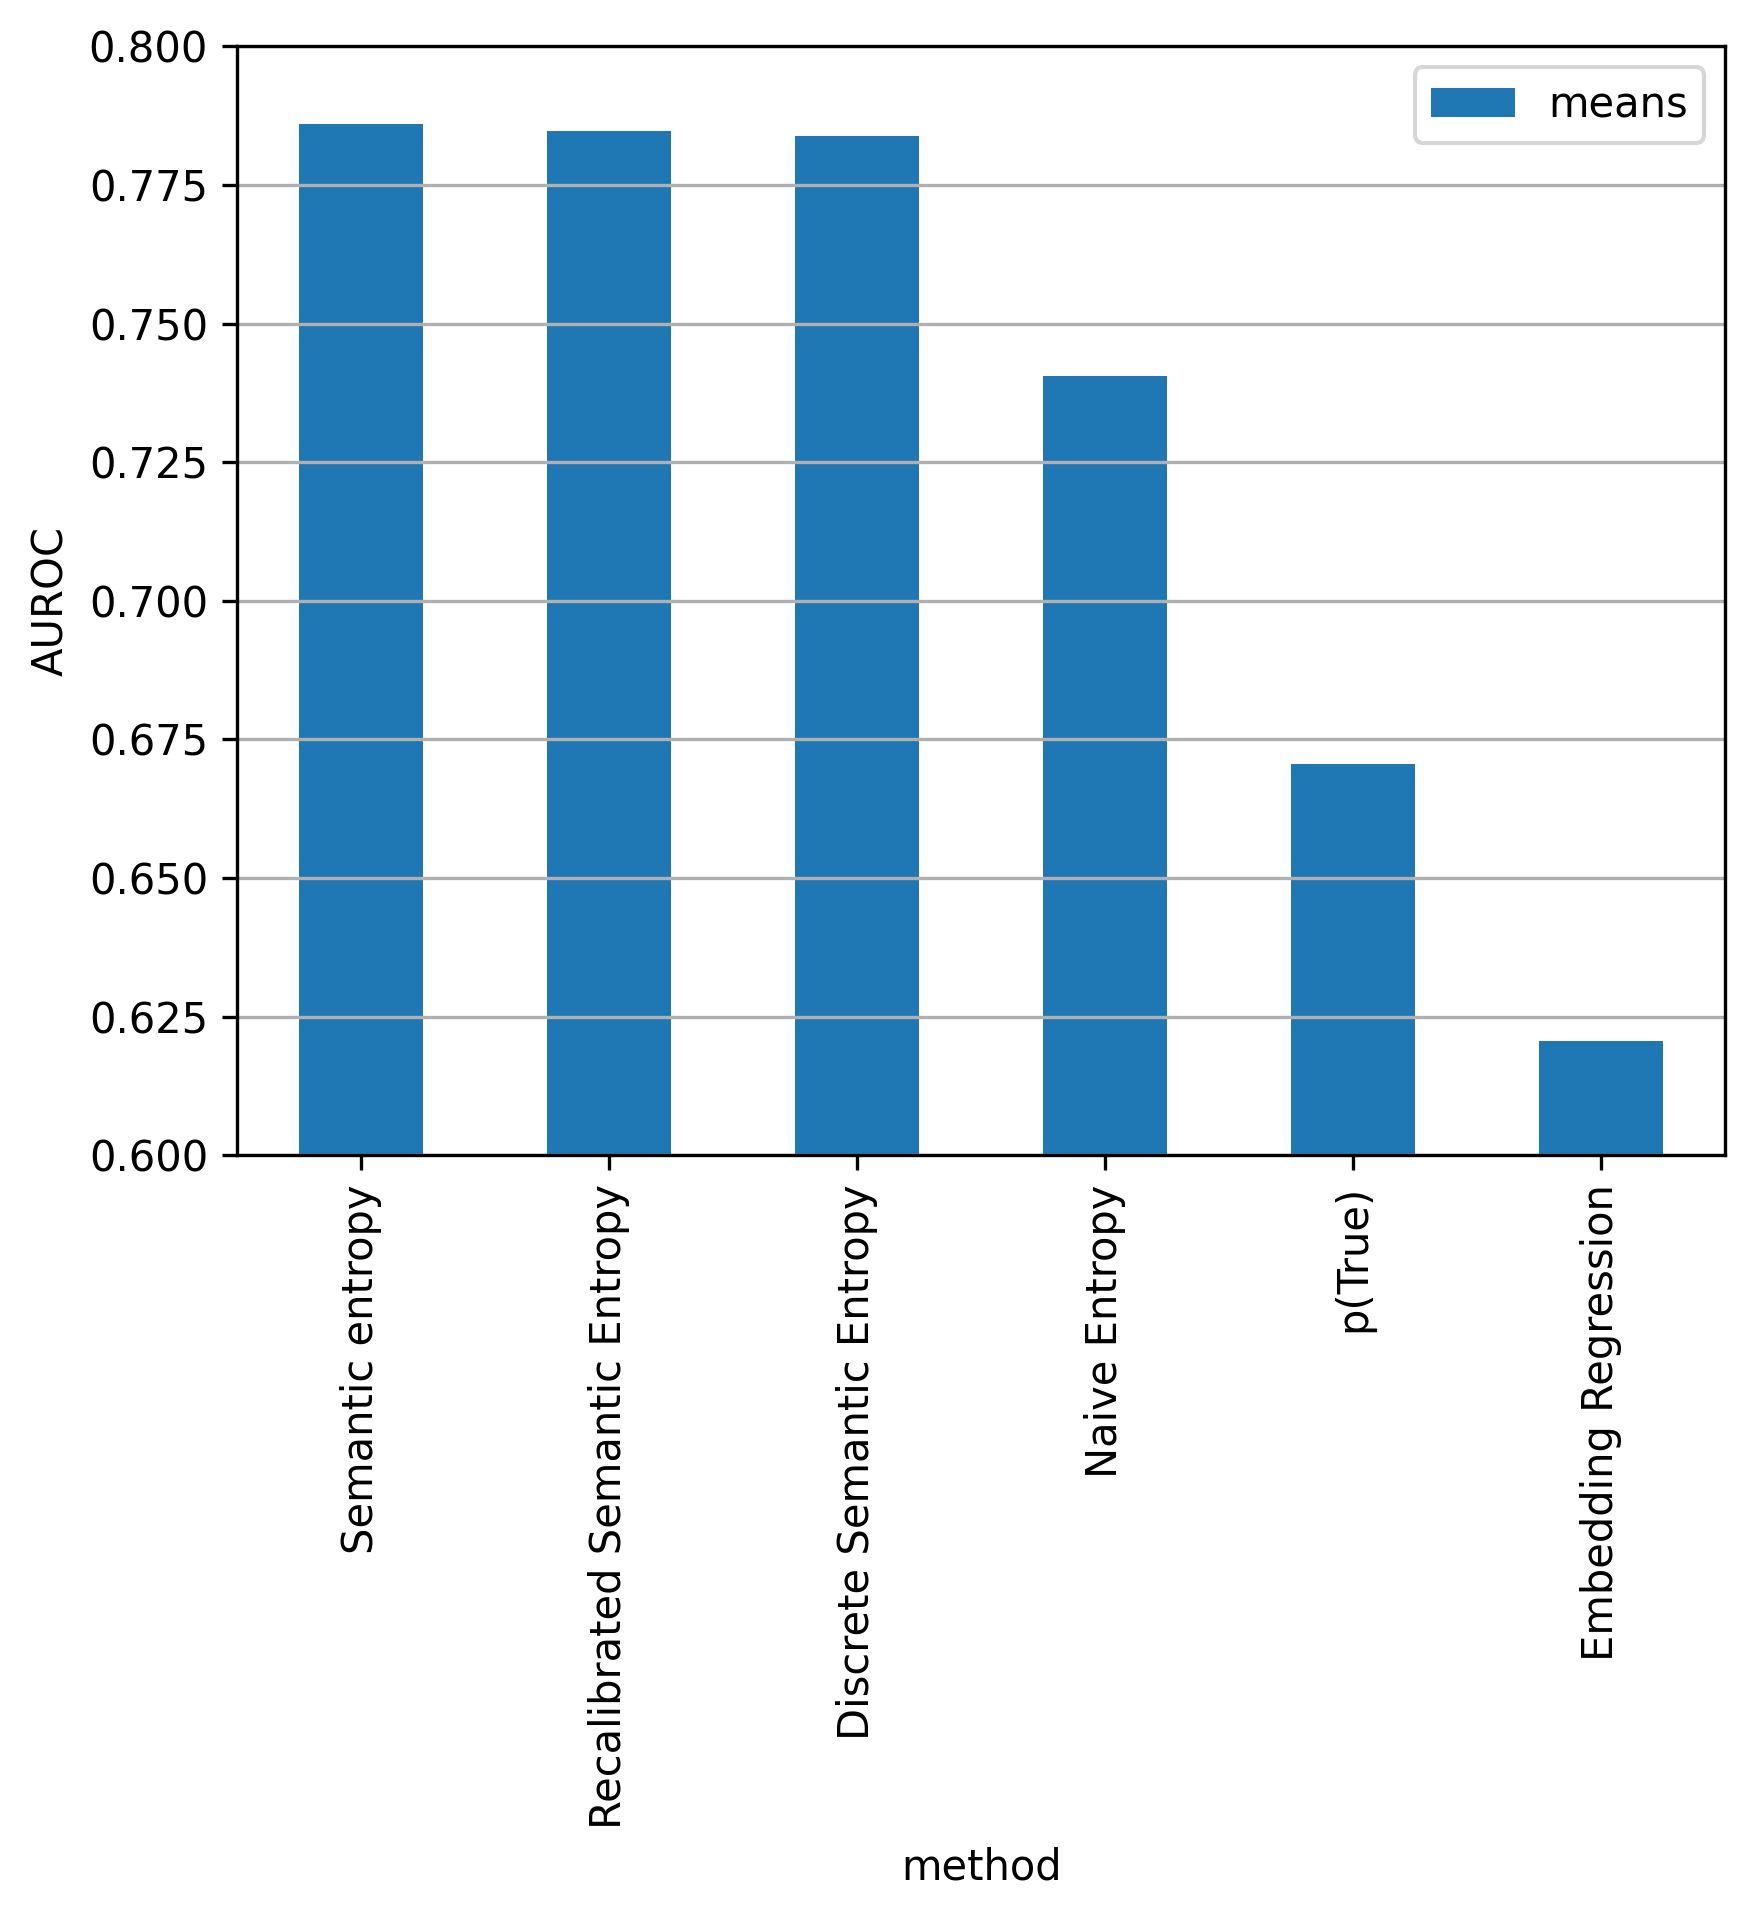 0.800
0.775
0.750
0.725
0.700
0.675
0.650
0.625
0.600
AUROC
means
Semantic entropy
Recalibrated Semantic Entropy
Discrete Semantic Entropy
Naive Entropy
p(True)
Embedding Regression
method